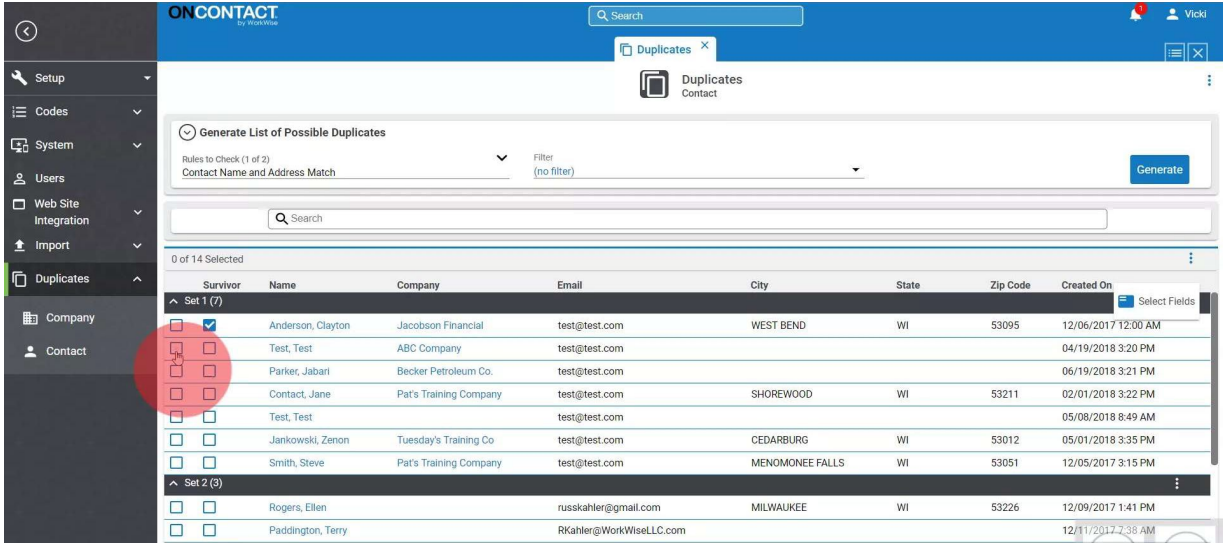 ONCONTACT
by WorkWise
Search
1
Vicki
Duplicates
Setup
Codes
System
Users
Web Site
Integration
Import
Duplicates
Company
Contact
Duplicates
Contact
Generate List of Possible Duplicates
Rules to Check (1 of 2)
Contact Name and Address Match
Filter
(no filter)
Generate
Search
0 of 14 Selected
Survivor Name Company Email City State Zip Code Created On
Select Fields
Set 1 (7)
Anderson, Clayton Jacobson Financial test@test.com WEST BEND WI 53095 12/06/2017 12:00 AM
Test, Test ABC Company test@test.com 04/19/2018 3:20 PM
Parker, Jabari Becker Petroleum Co. test@test.com 06/19/2018 3:21 PM
Contact, Jane Pat's Training Company test@test.com SHOREWOOD WI 53211 02/01/2018 3:22 PM
Test, Test test@test.com 05/08/2018 8:49 AM
Jankowski, Zenon Tuesday's Training Co test@test.com CEDARBURG WI 53012 05/01/2018 3:35 PM
Smith, Steve Pat's Training Company test@test.com MENOMONEE FALLS WI 53051 12/05/2017 3:15 PM
Set 2 (3)
Rogers, Ellen russkahler@gmail.com MILWAUKEE WI 53226 12/09/2017 1:41 PM
Paddington, Terry RKahler@WorkWiseLLC.com 12/11/2017 7:38 AM